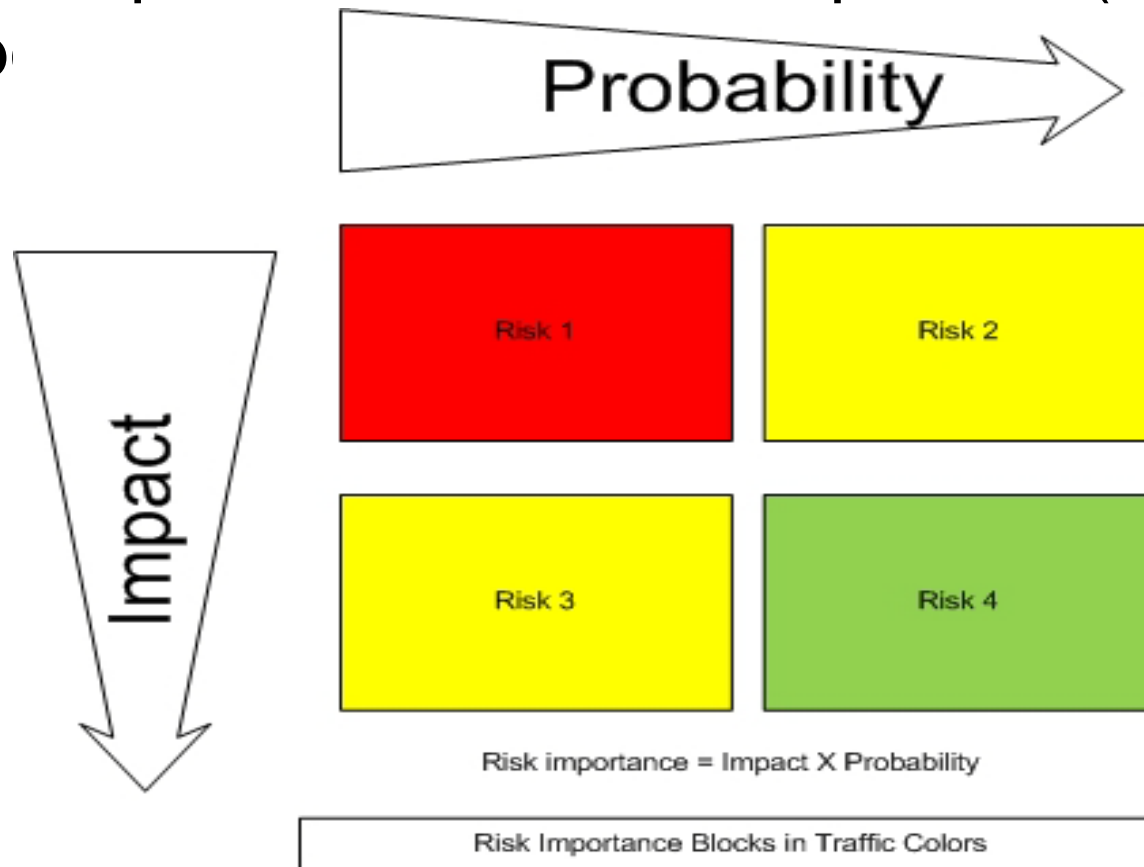 Probability
Risk 1
Risk 2
Impact
Risk 3
Risk 4
Risk importance = Impact X Probability
Risk Importance Blocks in Traffic Colors